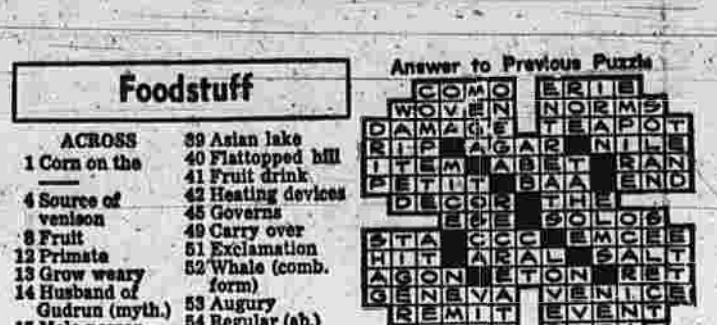 Foodstuff
ACROSS
1 Corn on the
4 Source of
venison
8 Fruit
12 Primate
13 Grow weary
14 Husband of
Gudrun (myth.)
39 Asian lake
40 Flattopped hill
41 Fruit drink
42 Heating devices
45 Governs
49 Carry over
51 Exclamation
52 Whale (comb.
form)
53 Augury
54 Regular (ab.)
Answer to Previous Puzzle
COMO ERIE
WOVEN NORMS
DAMAGE TEAPOT
RIP AGAR NILE
ITEM ABET RAN
PETIT BAA END
DECOR THE
ESE SOLOS
STA CCC EMCEE
HIT ARAL SALT
AGON ETON RET
GENEVA VENICE
REMIT EVENT